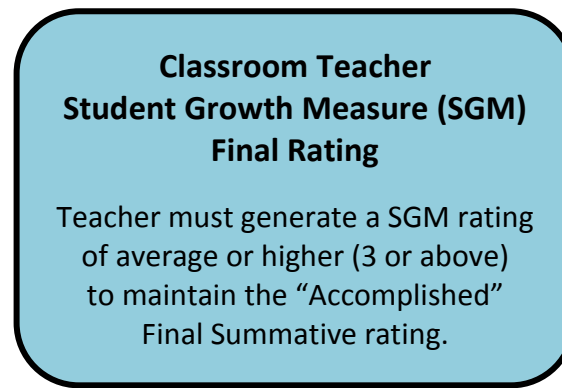 Classroom Teacher
Student Growth Measure (SGM)
Final Rating
Teacher must generate a SGM rating
of average or higher (3 or above)
to maintain the “Accomplished”
Final Summative rating.